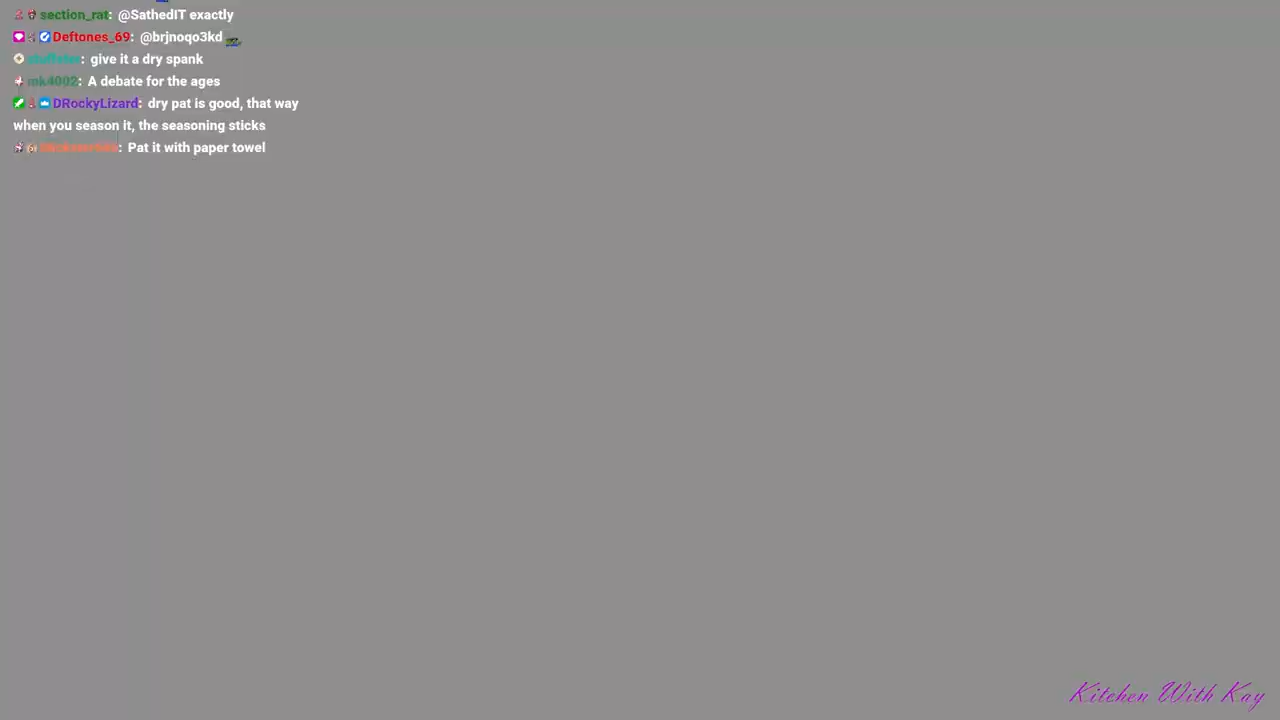 section_rat: @SathedIT exactly
Deftones_69: @brjnoqo3kd
: give it a dry spank
mk4002: A debate for the ages
DRockyLizard: dry pat is good, that way
when you season it, the seasoning sticks
: Pat it with paper towel
Kitchen With Kay